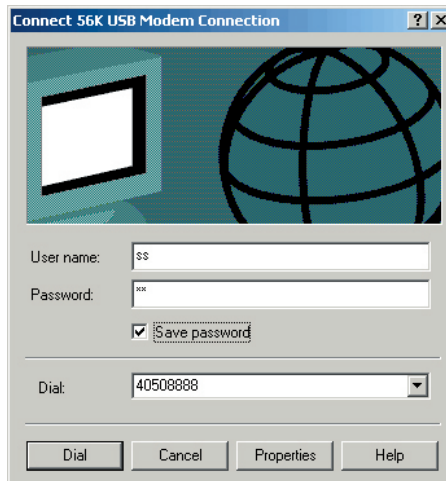 Connect 56K USB Modem Connection
User name: ss
Password: **
Save password
Dial: 40508888
Dial Cancel Properties Help